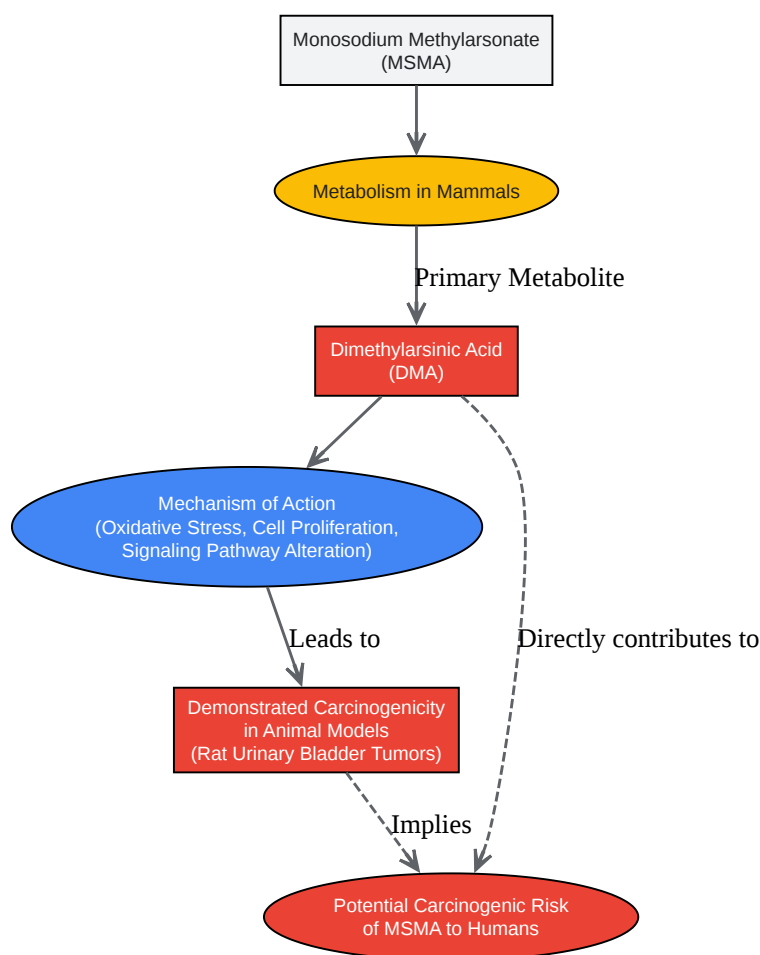 Monosodium Methylarsonate
(MSMA)
Metabolism in Mammals
Primary Metabolite
Dimethylarsinic Acid
(DMA)
Mechanism of Action
(Oxidative Stress, Cell Proliferation,
Signaling Pathway Alteration)
Leads to
Directly contributes to
Demonstrated Carcinogenicity
in Animal Models
(Rat Urinary Bladder Tumors)
Implies
Potential Carcinogenic Risk
of MSMA to Humans